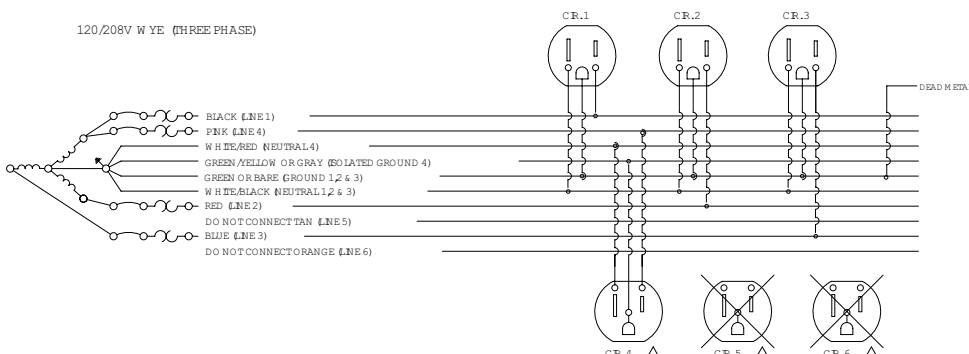 CIR.1
CIR.2
CIR.3
120/208V WYE (THREE PHASE)
DEAD META
BLACK (LINE 1)
PINK (LINE 4)
WHITE/RED (NEUTRAL 4)
GREEN/YELLOW OR GRAY (ISOLATED GROUND 4)
GREEN OR BARE (GROUND 1,2 & 3)
WHITE/BLACK (NEUTRAL 1,2 & 3)
RED (LINE 2)
DO NOT CONNECT TAN (LINE 5)
BLUE (LINE 3)
DO NOT CONNECT ORANGE (LINE 6)
CIR.4
CIR.5
CIR.6